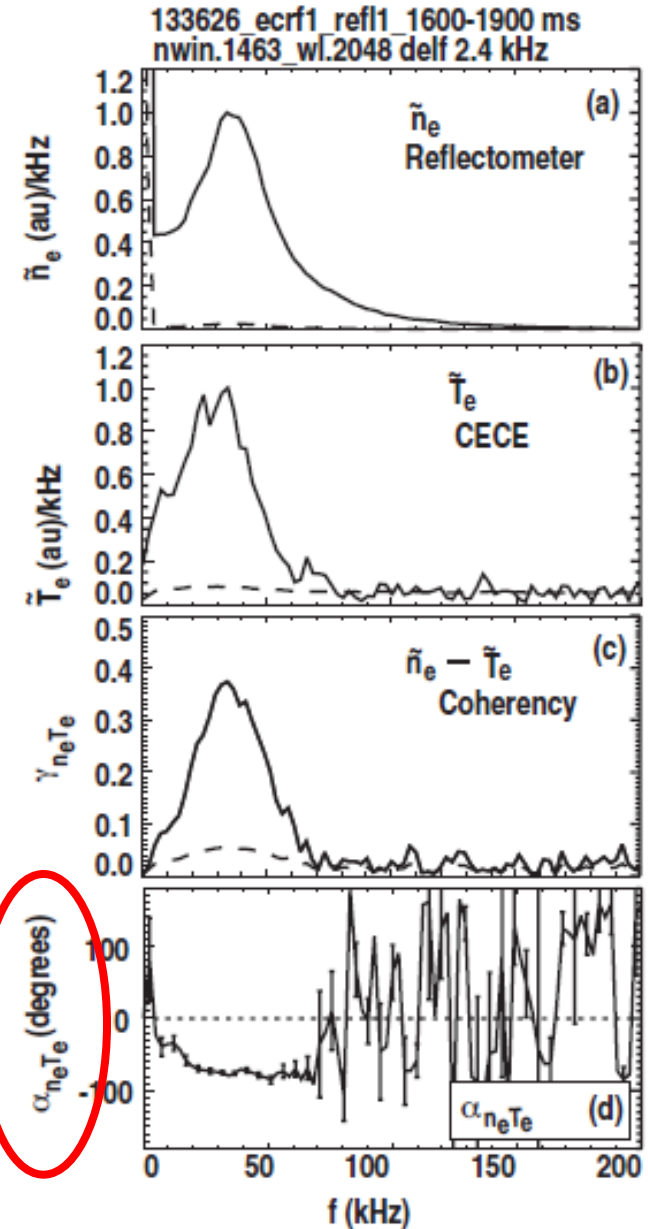 133626_ecrf1_refl1_1600-1900 ms
nwin.1463_wl.2048 delf 2.4 kHz
1.2
1.0
0.8
0.6
0.4
0.2
0.0
ñe (au)/kHz
(a)
ñe
Reflectometer
1.2
1.0
0.8
0.6
0.4
0.2
0.0
T̃e (au)/kHz
(b)
T̃e
CECE
0.5
0.4
0.3
0.2
0.1
0.0
γneTe
(c)
ñe – T̃e
Coherency
100
0
-100
αneTe (degrees)
αneTe
(d)
0 50 100 150 200
f (kHz)